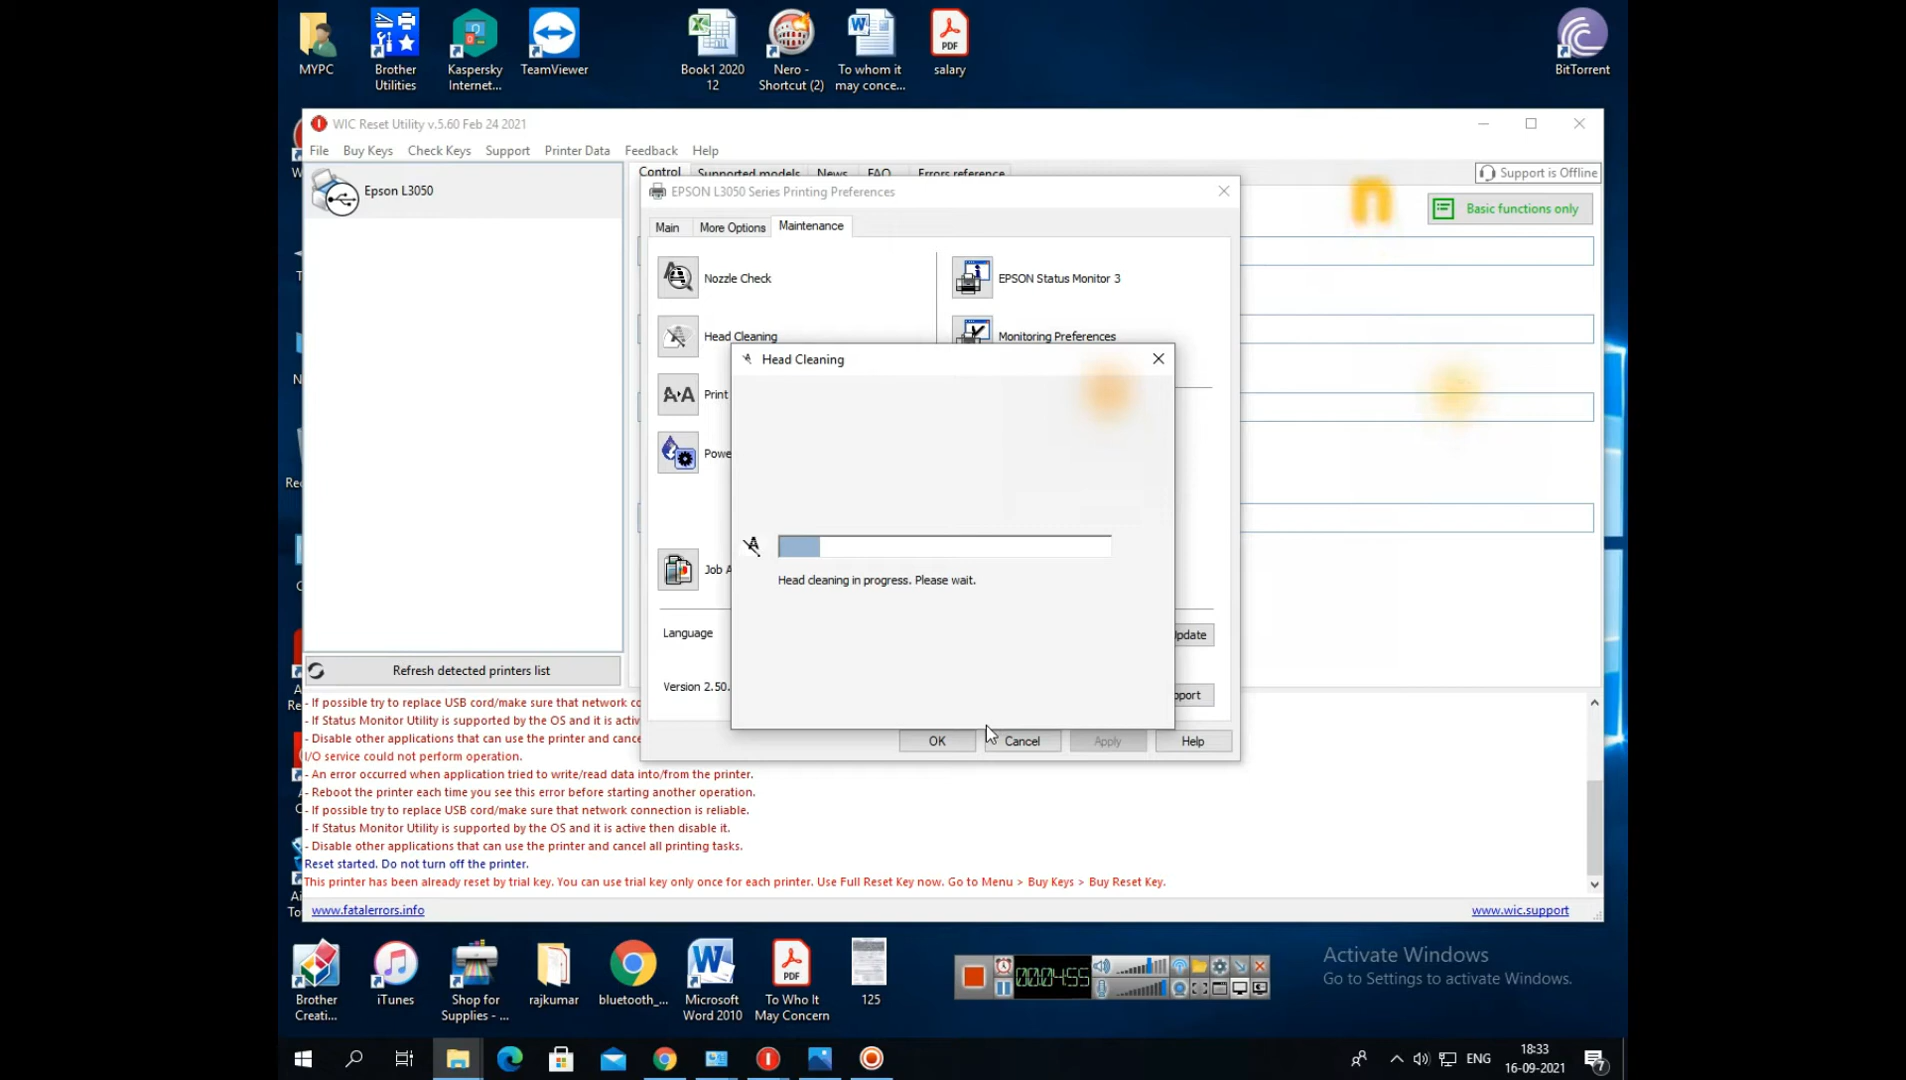 MYPC
Brother
Utilities
Kaspersky
Internet...
TeamViewer
Book1 2020
12
Nero -
Shortcut (2)
To whom it
may conce...
salary
BitTorrent
WIC Reset Utility v.5.60 Feb 24 2021
File Buy Keys Check Keys Support Printer Data Feedback Help
Epson L3050
Refresh detected printers list
Control Supported models News FAQ Errors reference
Support is Offline
Basic functions only
n
EPSON L3050 Series Printing Preferences
Main More Options Maintenance
Nozzle Check
EPSON Status Monitor 3
Head Cleaning
Monitoring Preferences
Print
Powe
Job A
Language
Update
Version 2.50.
pport
OK Cancel Apply Help
Head Cleaning
Head cleaning in progress. Please wait.
- If possible try to replace USB cord/make sure that network co
- If Status Monitor Utility is supported by the OS and it is activ
- Disable other applications that can use the printer and cance
I/O service could not perform operation.
- An error occurred when application tried to write/read data into/from the printer.
- Reboot the printer each time you see this error before starting another operation.
- If possible try to replace USB cord/make sure that network connection is reliable.
- If Status Monitor Utility is supported by the OS and it is active then disable it.
- Disable other applications that can use the printer and cancel all printing tasks.
Reset started. Do not turn off the printer.
This printer has been already reset by trial key. You can use trial key only once for each printer. Use Full Reset Key now. Go to Menu > Buy Keys > Buy Reset Key.
www.fatalerrors.info
www.wic.support
Brother
Creati...
iTunes
Shop for
Supplies - ...
rajkumar
bluetooth_...
Microsoft
Word 2010
To Who It
May Concern
125
00:04:55
Activate Windows
Go to Settings to activate Windows.
ENG
18:33
16-09-2021
7